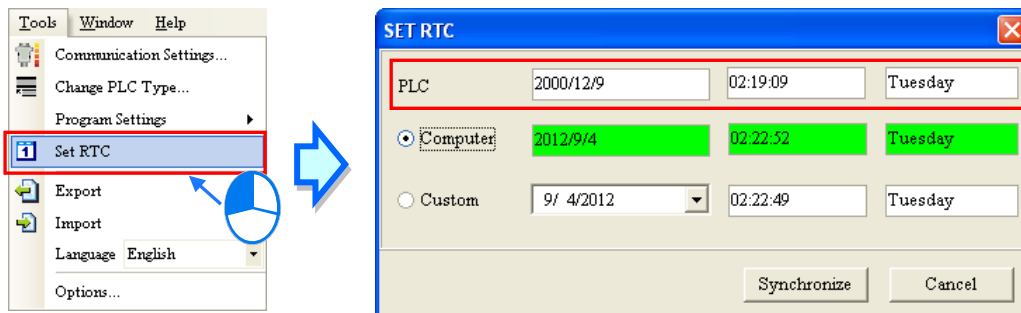 Tools Window Help
Communication Settings...
Change PLC Type...
Program Settings
1 Set RTC
Export
Import
Language English
Options...
SET RTC
PLC 2000/12/9 02:19:09 Tuesday
Computer 2012/9/4 02:22:52 Tuesday
Custom 9/ 4/2012 02:22:49 Tuesday
Synchronize Cancel